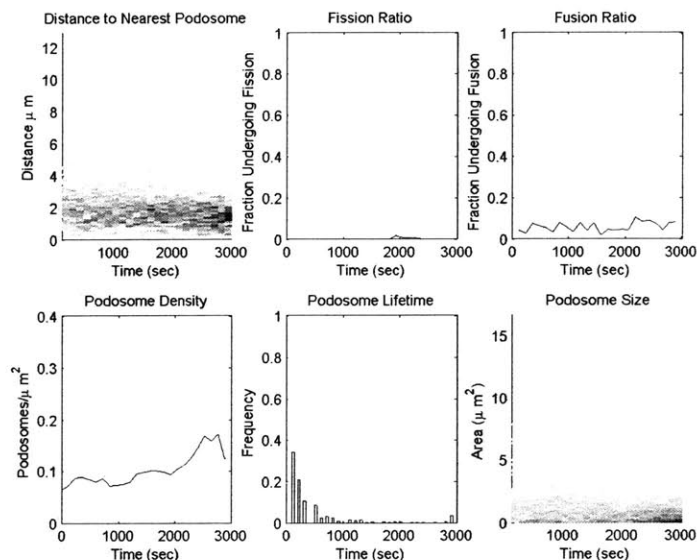 Distance to Nearest Podosome
Distance μ m
12
10
8
6
4
2
0
1000 2000 3000
Time (sec)
Fission Ratio
Fraction Undergoing Fission
1
0.8
0.6
0.4
0.2
0
0 1000 2000 3000
Time (sec)
Fusion Ratio
Fraction Undergoing Fusion
1
0.8
0.6
0.4
0.2
0
0 1000 2000 3000
Time (sec)
Podosome Density
Podosomes/μ m²
0.4
0.3
0.2
0.1
0
0 1000 2000 3000
Time (sec)
Podosome Lifetime
Frequency
1
0.8
0.6
0.4
0.2
0
0 1000 2000 3000
Time (sec)
Podosome Size
Area (μ m²)
15
10
5
0
1000 2000 3000
Time (sec)